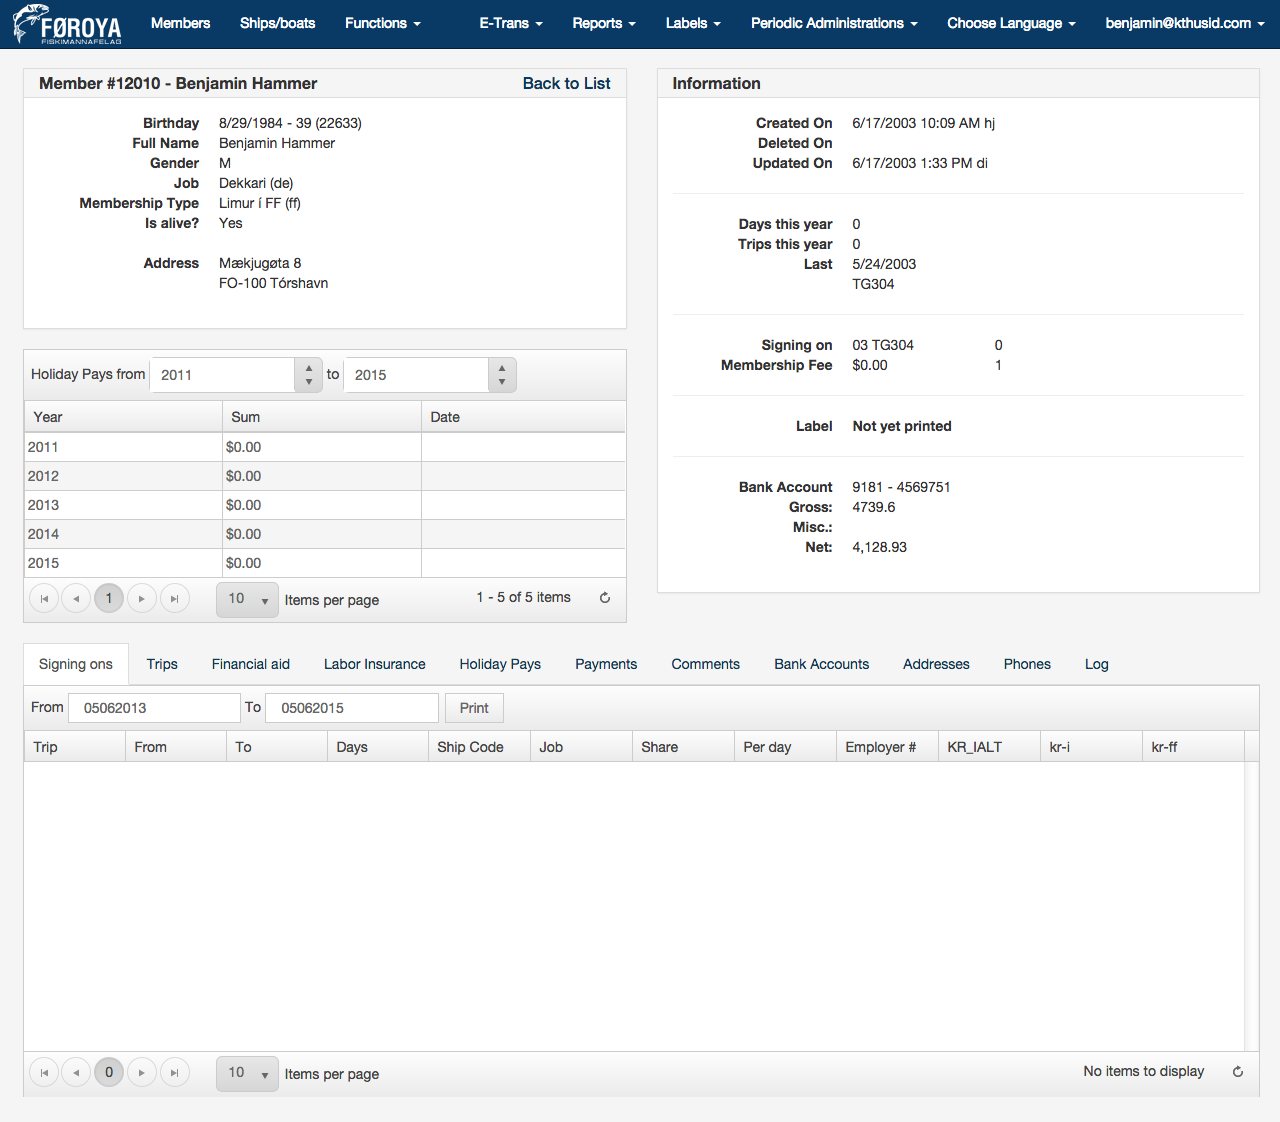 FØROYA
FISKIMANNAFELAG
Members Ships/boats Functions E-Trans Reports Labels Periodic Administrations Choose Language benjamin@kthusid.com
Member #12010 - Benjamin Hammer Back to List
Birthday 8/29/1984 - 39 (22633)
Full Name Benjamin Hammer
Gender M
Job Dekkari (de)
Membership Type Limur í FF (ff)
Is alive? Yes
Address Mækjugøta 8
FO-100 Tórshavn
Information
Created On 6/17/2003 10:09 AM hj
Deleted On
Updated On 6/17/2003 1:33 PM di
Days this year 0
Trips this year 0
Last 5/24/2003
TG304
Signing on 03 TG304 0
Membership Fee $0.00 1
Label Not yet printed
Bank Account 9181 - 4569751
Gross: 4739.6
Misc.:
Net: 4,128.93
Holiday Pays from 2011 to 2015
Year Sum Date
2011 $0.00
2012 $0.00
2013 $0.00
2014 $0.00
2015 $0.00
1 10 Items per page 1 - 5 of 5 items
Signing ons Trips Financial aid Labor Insurance Holiday Pays Payments Comments Bank Accounts Addresses Phones Log
From 05062013 To 05062015 Print
Trip From To Days Ship Code Job Share Per day Employer # KR_IALT kr-i kr-ff
0 10 Items per page No items to display